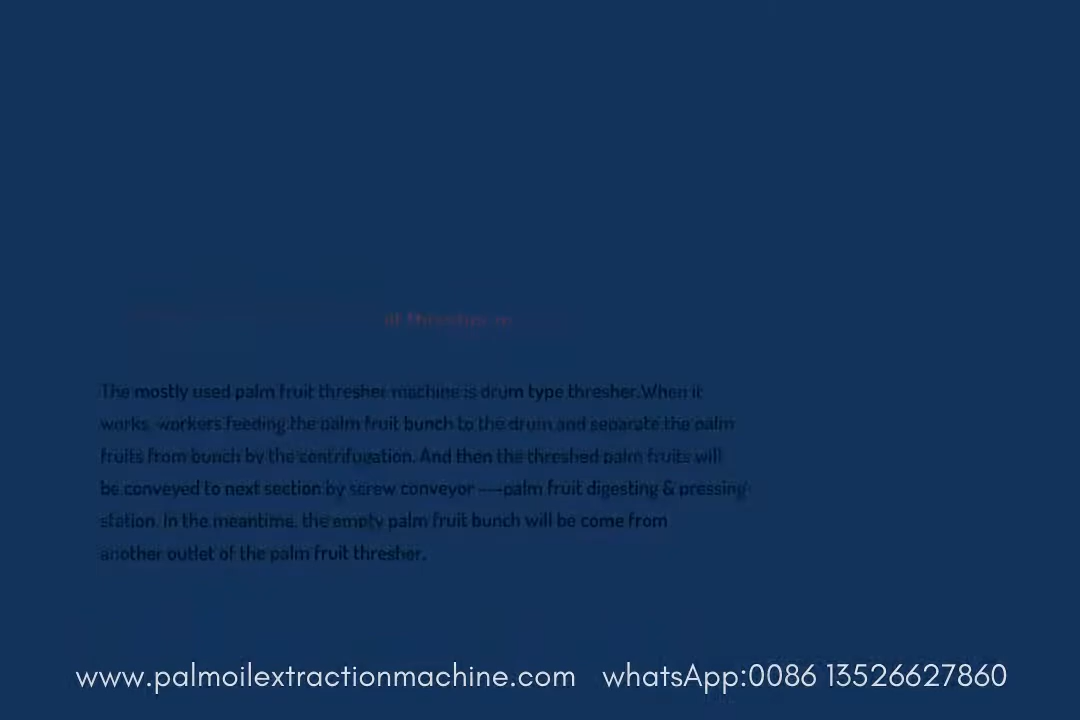 The mostly used palm fruit thresher machine is drum type thresher.When it
works, workers feeding the palm fruit bunch to the drum and separate the palm
fruits from bunch by the centrifugation. And then the threshed palm fruits will
be conveyed to next section by screw conveyor ---palm fruit digesting & pressing
station. In the meantime, the empty palm fruit bunch will be come from
another outlet of the palm fruit thresher.
www.palmoilextractionmachine.com whatsApp:0086 13526627860